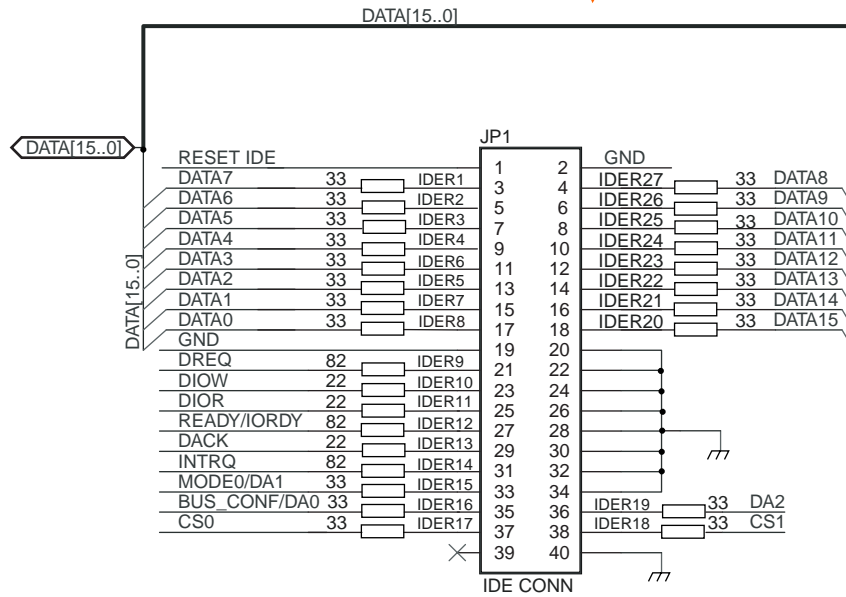 DATA[15..0]
DATA[15..0]
DATA[15..0]
JP1
RESET IDE 1 2 GND
DATA7 33 IDER1 3 4 IDER27 33 DATA8
DATA6 33 IDER2 5 6 IDER26 33 DATA9
DATA5 33 IDER3 7 8 IDER25 33 DATA10
DATA4 33 IDER4 9 10 IDER24 33 DATA11
DATA3 33 IDER6 11 12 IDER23 33 DATA12
DATA2 33 IDER5 13 14 IDER22 33 DATA13
DATA1 33 IDER7 15 16 IDER21 33 DATA14
DATA0 33 IDER8 17 18 IDER20 33 DATA15
GND 19 20
DREQ 82 IDER9 21 22
DIOW 22 IDER10 23 24
DIOR 22 IDER11 25 26
READY/IORDY 82 IDER12 27 28
DACK 22 IDER13 29 30
INTRQ 82 IDER14 31 32
MODE0/DA1 33 IDER15 33 34
BUS_CONF/DA0 33 IDER16 35 36 IDER19 33 DA2
CS0 33 IDER17 37 38 IDER18 33 CS1
39 40
IDE CONN